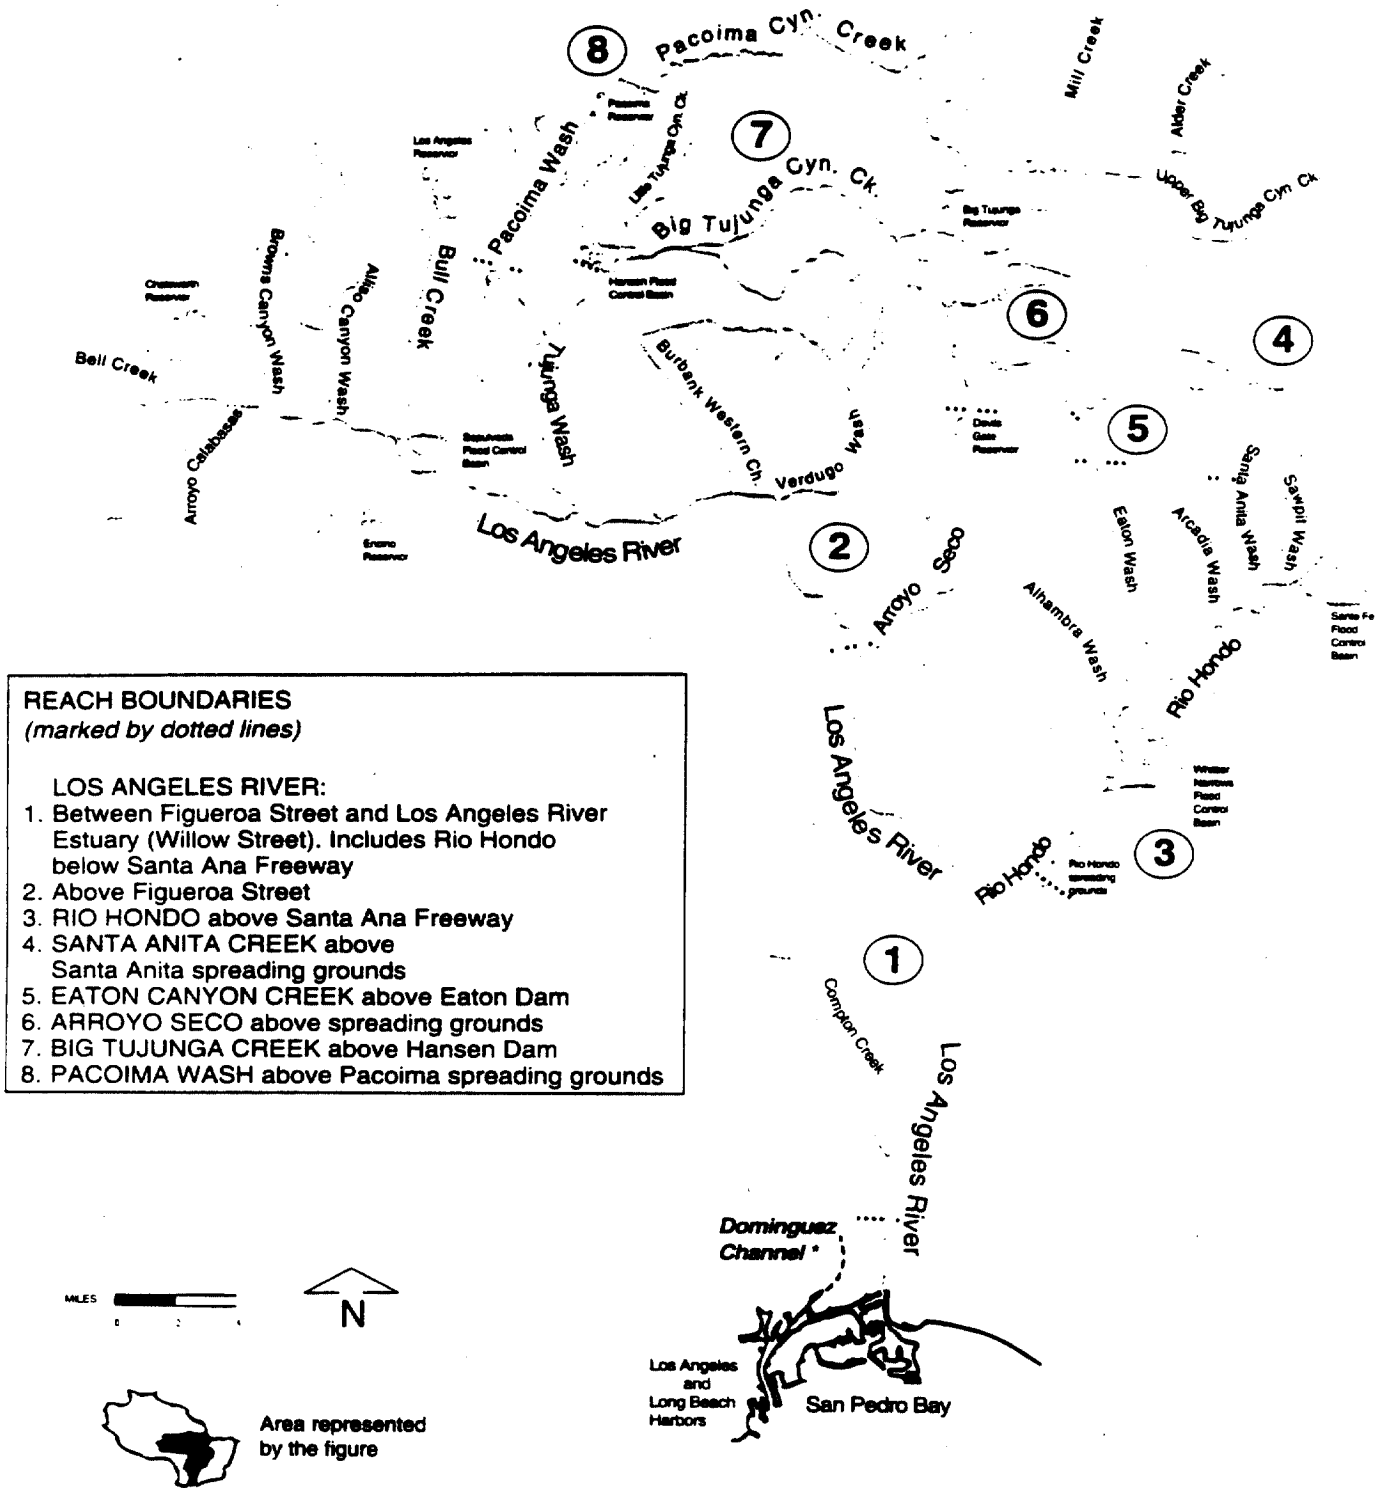 8
Pacoima Cyn. Creek
Mill Creek
Alder Creek
Pacoima
Reservoir
Little Tujunga Cyn. Ck.
7
Los Angeles
Reservoir
Pacoima Wash
Big Tujunga Cyn. Ck.
Upper Big Tujunga Cyn Ck
Big Tujunga
Reservoir
Browns Canyon Wash
Aliso Canyon Wash
Bull Creek
Chatsworth
Reservoir
Hansen Flood
Control Basin
6
4
Bell Creek
Tujunga Wash
Burbank Western Ch.
Verdugo Wash
Arroyo Calabasas
Sepulveda
Flood Control
Basin
Devils
Gate
Reservoir
5
Santa Anita Wash
Sawpit Wash
Eaton Wash
Arcadia Wash
Encino
Reservoir
Los Angeles River
2
Arroyo Seco
Alhambra Wash
Santa Fe
Flood
Control
Basin
Rio Hondo
REACH BOUNDARIES
(marked by dotted lines)
LOS ANGELES RIVER:
1. Between Figueroa Street and Los Angeles River
Estuary (Willow Street). Includes Rio Hondo
below Santa Ana Freeway
2. Above Figueroa Street
3. RIO HONDO above Santa Ana Freeway
4. SANTA ANITA CREEK above
Santa Anita spreading grounds
5. EATON CANYON CREEK above Eaton Dam
6. ARROYO SECO above spreading grounds
7. BIG TUJUNGA CREEK above Hansen Dam
8. PACOIMA WASH above Pacoima spreading grounds
Los Angeles River
Whittier
Narrows
Flood
Control
Basin
Rio Hondo
Rio Hondo
spreading
grounds
3
1
Compton Creek
Los Angeles River
Dominguez
Channel *
MILES
0 2 4
N
Los Angeles
and
Long Beach
Harbors
San Pedro Bay
Area represented
by the figure